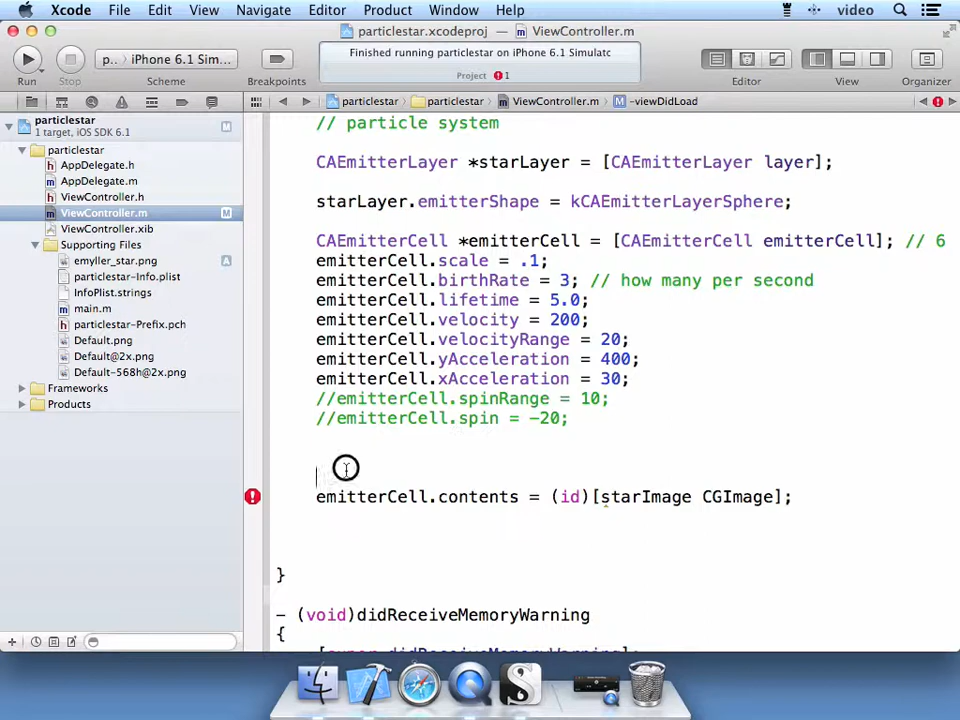 Xcode File Edit View Navigate Editor Product Window Help video
particlestar.xcodeproj — ViewController.m
p... iPhone 6.1 Sim...
Finished running particlestar on iPhone 6.1 Simulatc
Project 1
Run Stop Scheme Breakpoints Editor View Organizer
particlestar particlestar ViewController.m M -viewDidLoad
particlestar M
1 target, iOS SDK 6.1
particlestar
h AppDelegate.h
m AppDelegate.m
h ViewController.h
m ViewController.m M
ViewController.xib
Supporting Files
emyller_star.png A
particlestar-Info.plist
InfoPlist.strings
m main.m
h particlestar-Prefix.pch
Default.png
Default@2x.png
Default-568h@2x.png
Frameworks
Products
// particle system
CAEmitterLayer *starLayer = [CAEmitterLayer layer];
starLayer.emitterShape = kCAEmitterLayerSphere;
CAEmitterCell *emitterCell = [CAEmitterCell emitterCell]; // 6
emitterCell.scale = .1;
emitterCell.birthRate = 3; // how many per second
emitterCell.lifetime = 5.0;
emitterCell.velocity = 200;
emitterCell.velocityRange = 20;
emitterCell.yAcceleration = 400;
emitterCell.xAcceleration = 30;
//emitterCell.spinRange = 10;
//emitterCell.spin = -20;
emitterCell.contents = (id)[starImage CGImage];
}
- (void)didReceiveMemoryWarning
{
[super didReceiveMemoryWarning];